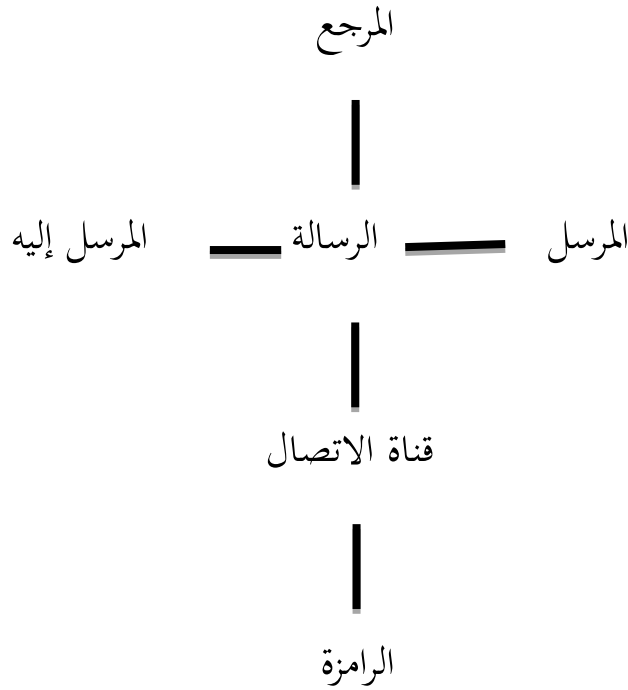 المرجع
المرسل الرسالة المرسل إليه
قناة الاتصال
الرامزة